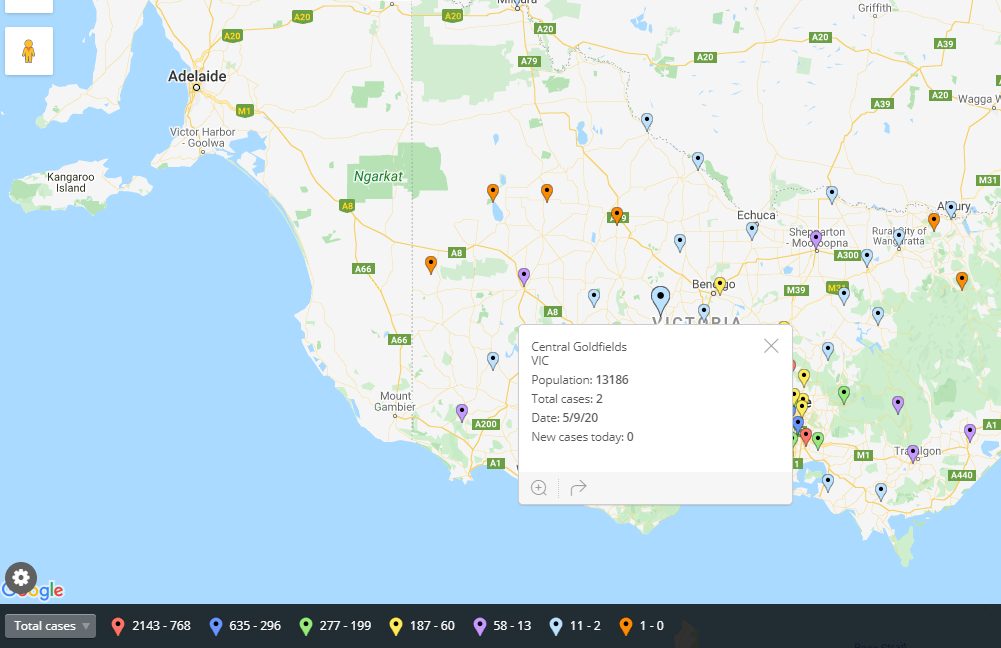 Griffith
A20
A20
A20
A20
A20
A79
A20
A39
Adelaide
A39
A20
Wagga W
M1
Victor Harbor
- Goolwa
Kangaroo
Island
Ngarkat
M31
A8
Echuca
Albury
A79
Shepparton
- Mooroopna
Rural City of
Wangaratta
A8
A300
A66
Bendigo
M39
M31
A8
VICTORIA
A66
Central Goldfields
VIC
Population: 13186
Total cases: 2
Date: 5/9/20
New cases today: 0
Mount
Gambier
A200
A1
A1
M1
Traralgon
A440
Google
Total cases
2143 - 768
635 - 296
277 - 199
187 - 60
58 - 13
11 - 2
1 - 0